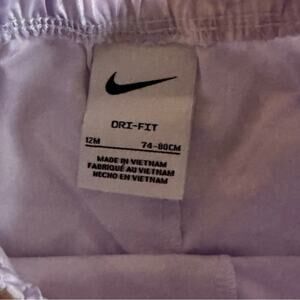 DRI-FIT
12M 74-80CM
MADE IN VIETNAM
FABRIQUÉ AU VIETNAM
HECHO EN VIETNAM